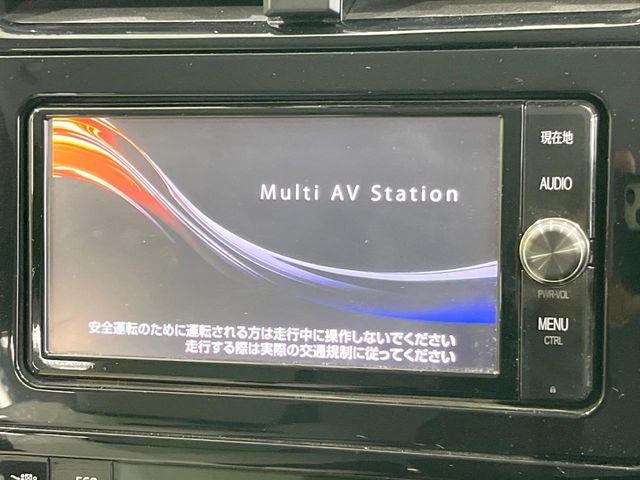 Multi AV Station
安全運転のために運転される方は走行中に操作しないでください
走行する際は実際の交通規制に従ってください
現在地
AUDIO
PWR·VOL
MENU
CTRL